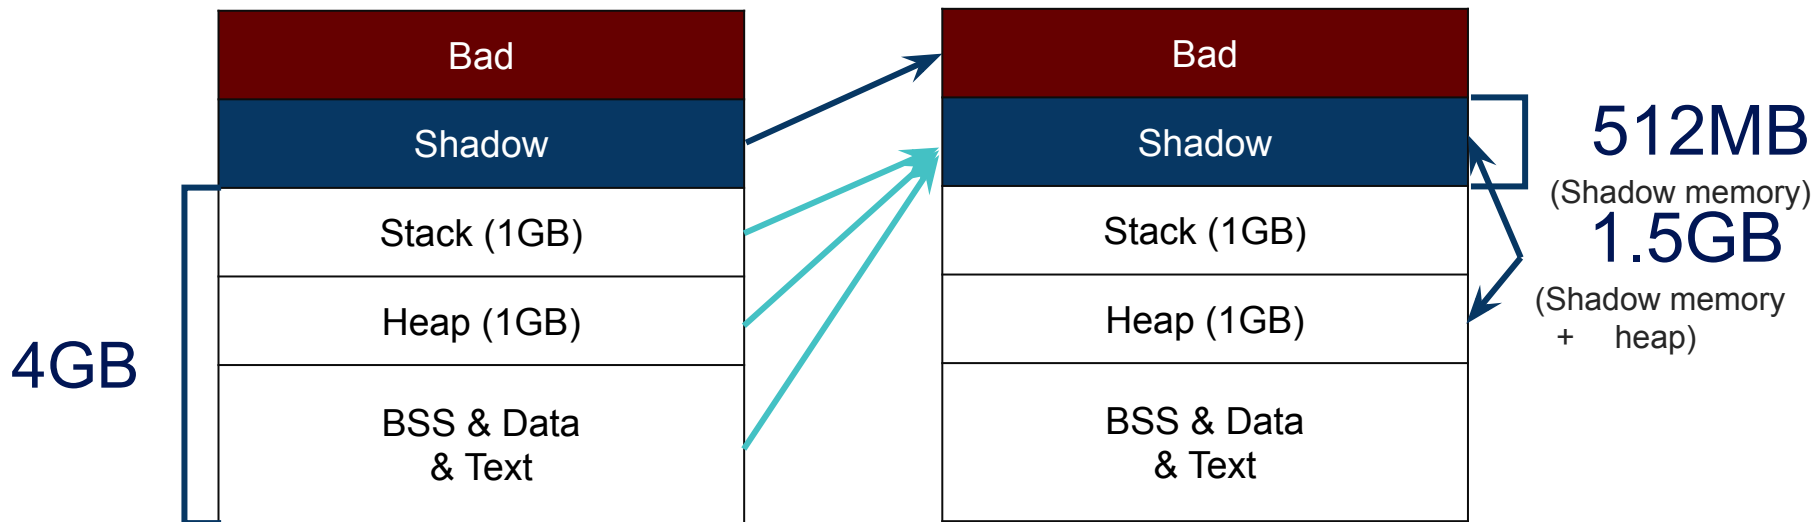 Bad
Shadow
Stack (1GB)
Heap (1GB)
BSS & Data
& Text
4GB
Bad
Shadow
Stack (1GB)
Heap (1GB)
BSS & Data
& Text
512MB
(Shadow memory)
1.5GB
(Shadow memory
+ heap)